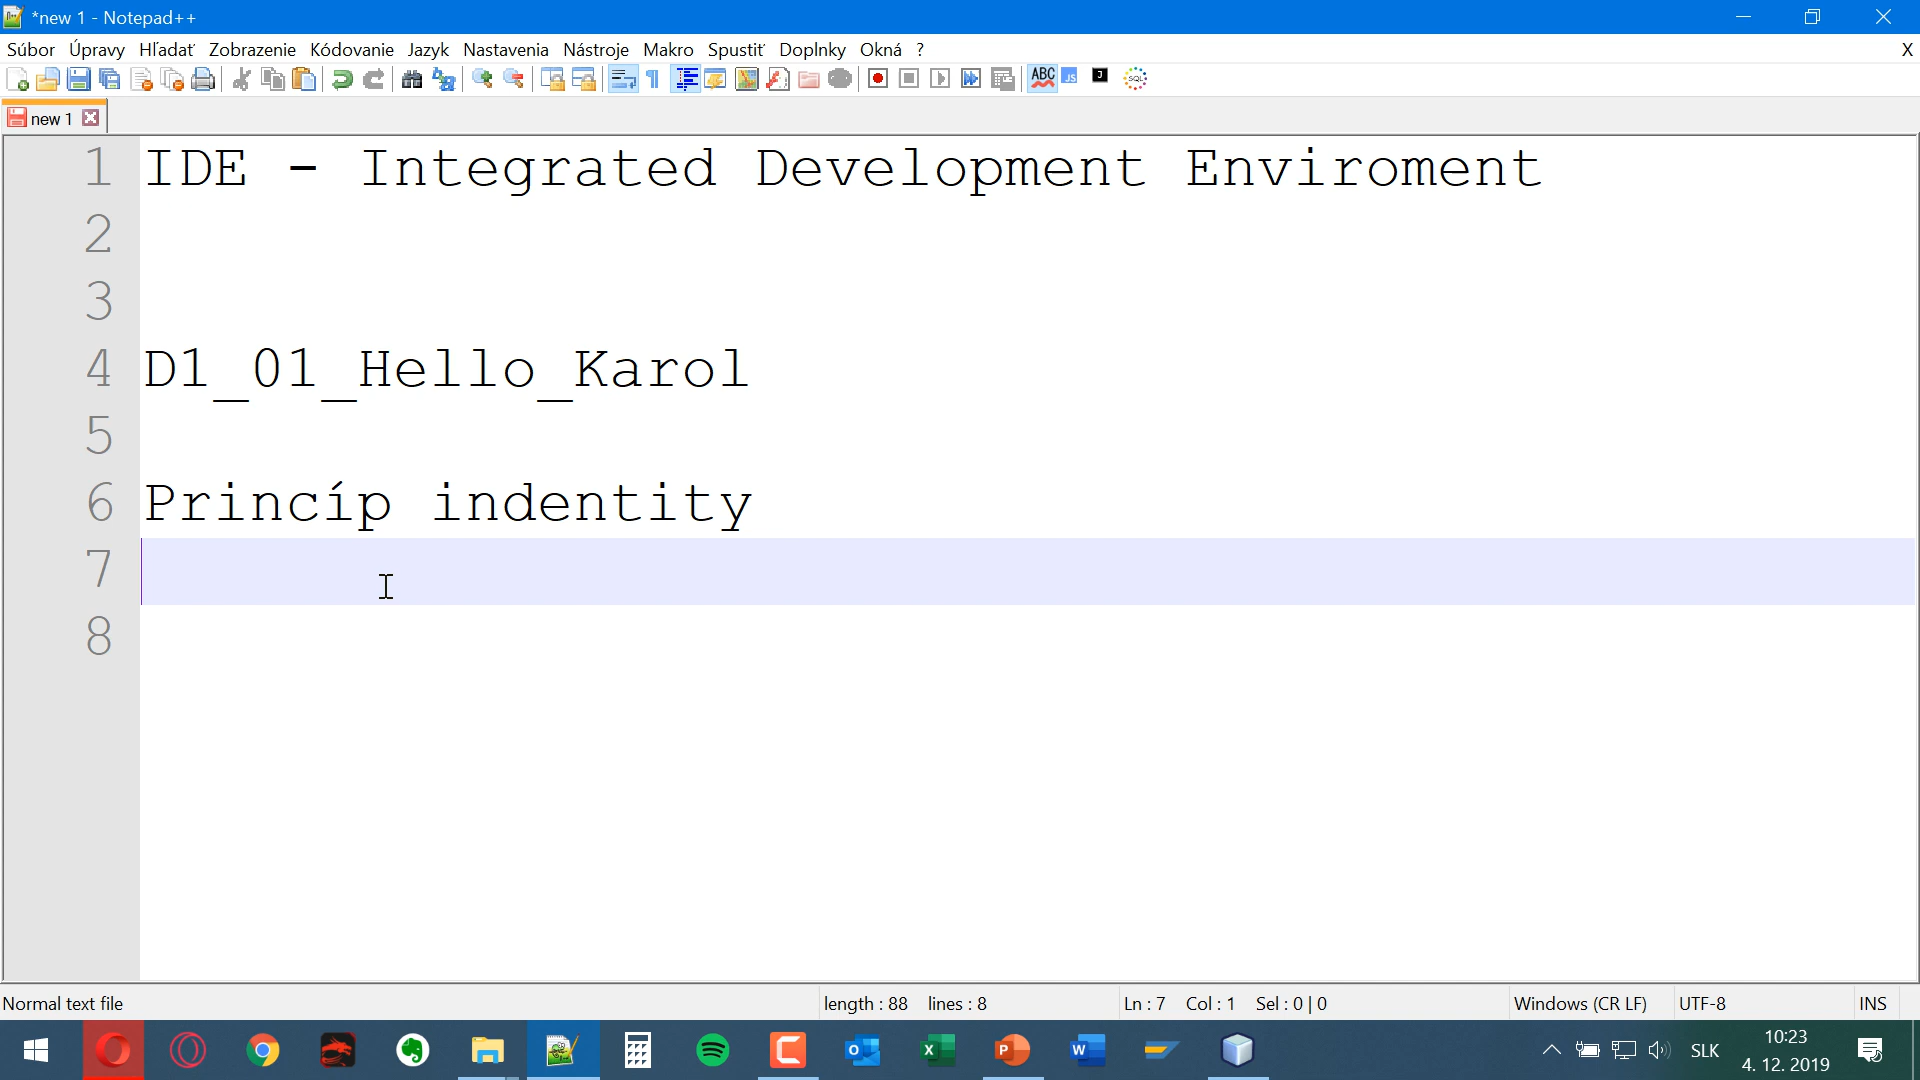 *new 1 - Notepad++
Súbor Úpravy Hľadať Zobrazenie Kódovanie Jazyk Nastavenia Nástroje Makro Spustiť Doplnky Okná ? X
ABC JS J SQL
new 1
1 IDE - Integrated Development Enviroment
2
3
4 D1_01_Hello_Karol
5
6 Princíp indentity
7
8
Normal text file length : 88 lines : 8 Ln : 7 Col : 1 Sel : 0 | 0 Windows (CR LF) UTF-8 INS
SLK
10:23
4. 12. 2019